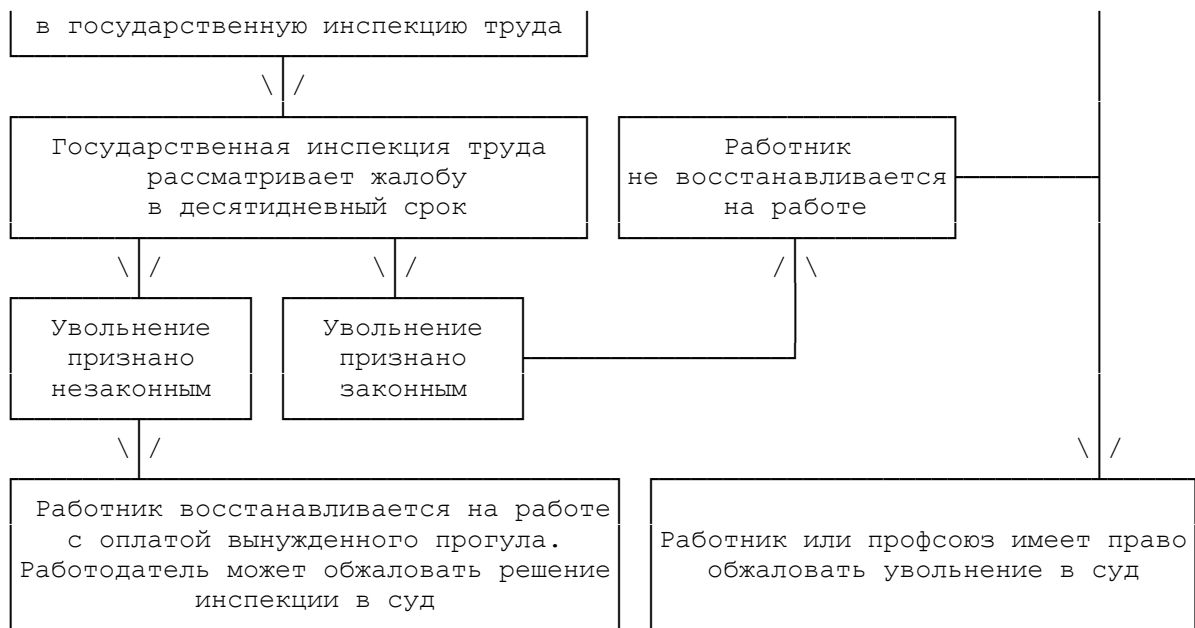 в государственную инспекцию труда
Государственная инспекция труда
рассматривает жалобу
в десятидневный срок
Работник
не восстанавливается
на работе
Увольнение
признано
незаконным
Увольнение
признано
законным
Работник восстанавливается на работе
с оплатой вынужденного прогула.
Работодатель может обжаловать решение
инспекции в суд
Работник или профсоюз имеет право
обжаловать увольнение в суд